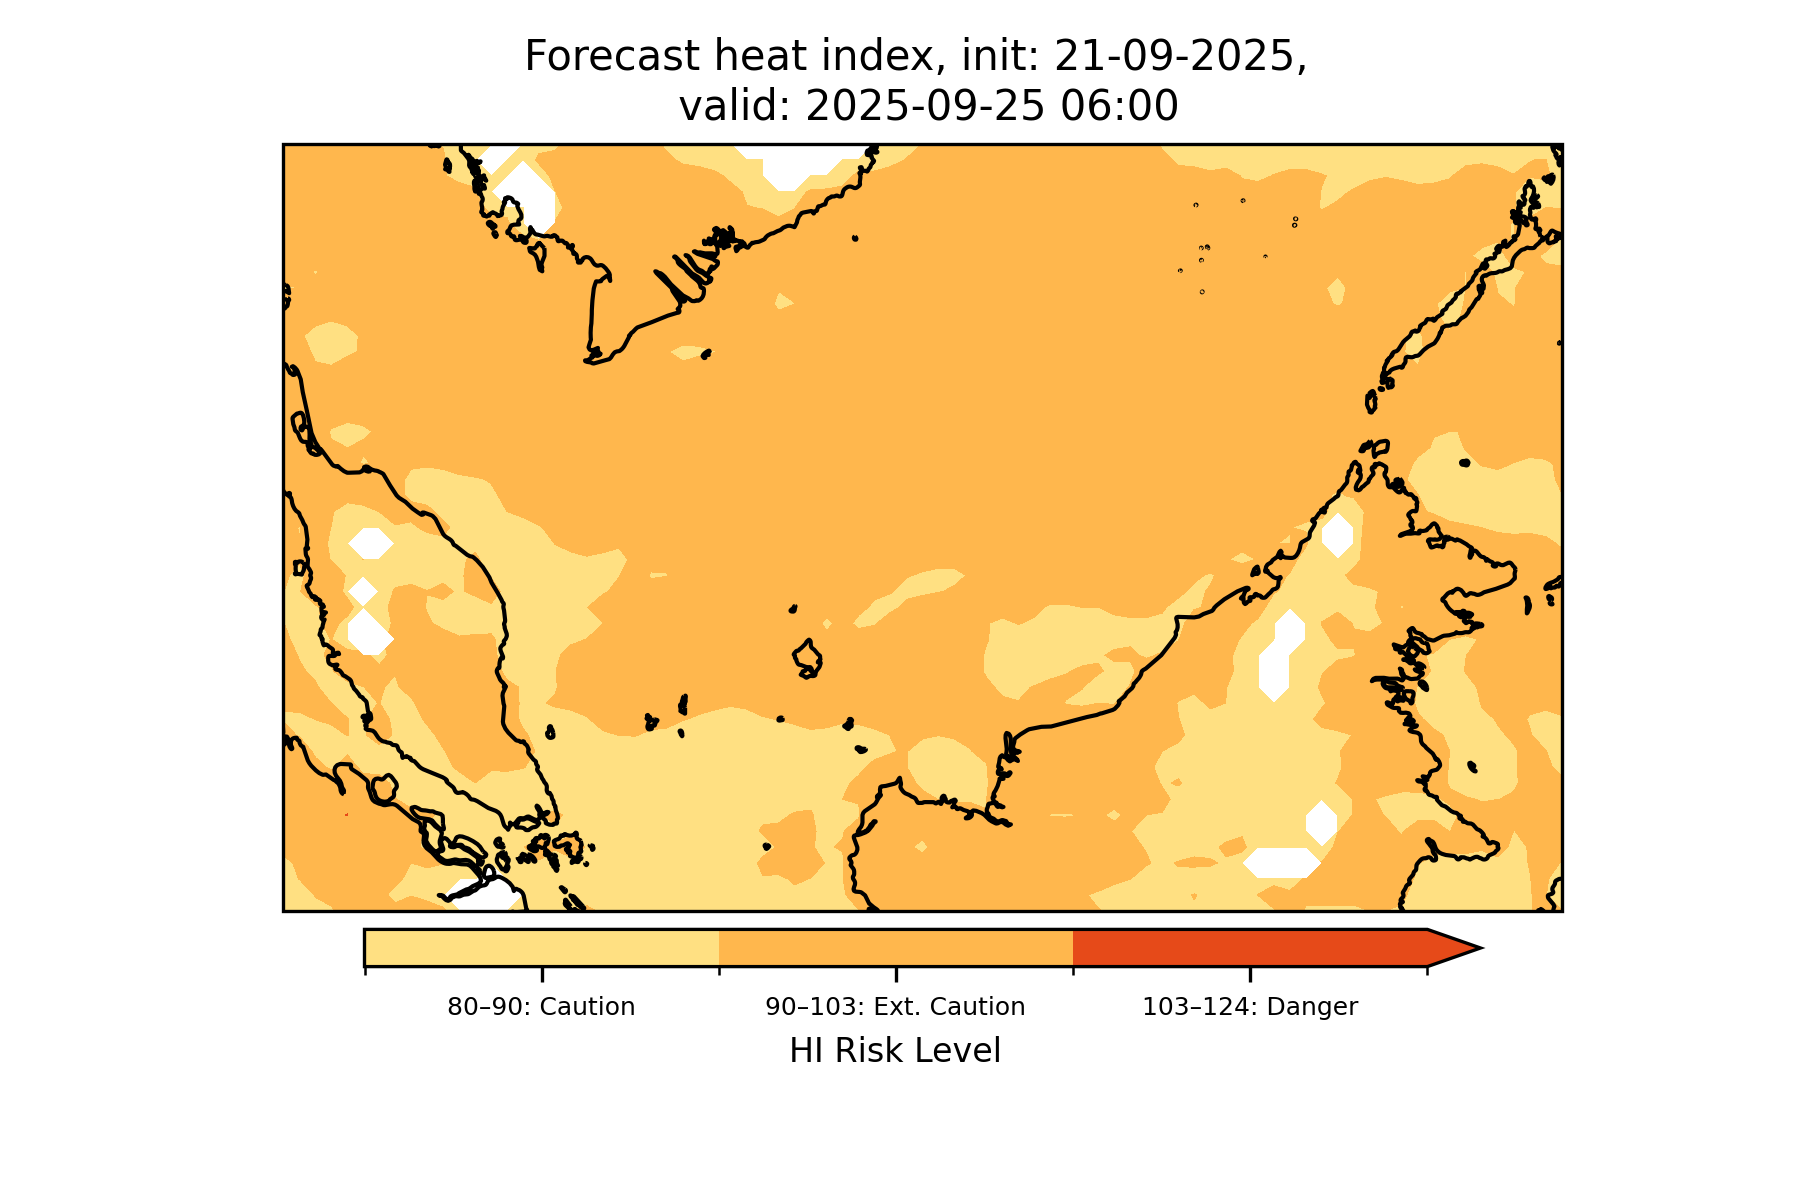 Forecast heat index, init: 21-09-2025,
valid: 2025-09-25 06:00
80–90: Caution
90–103: Ext. Caution
103–124: Danger
HI Risk Level